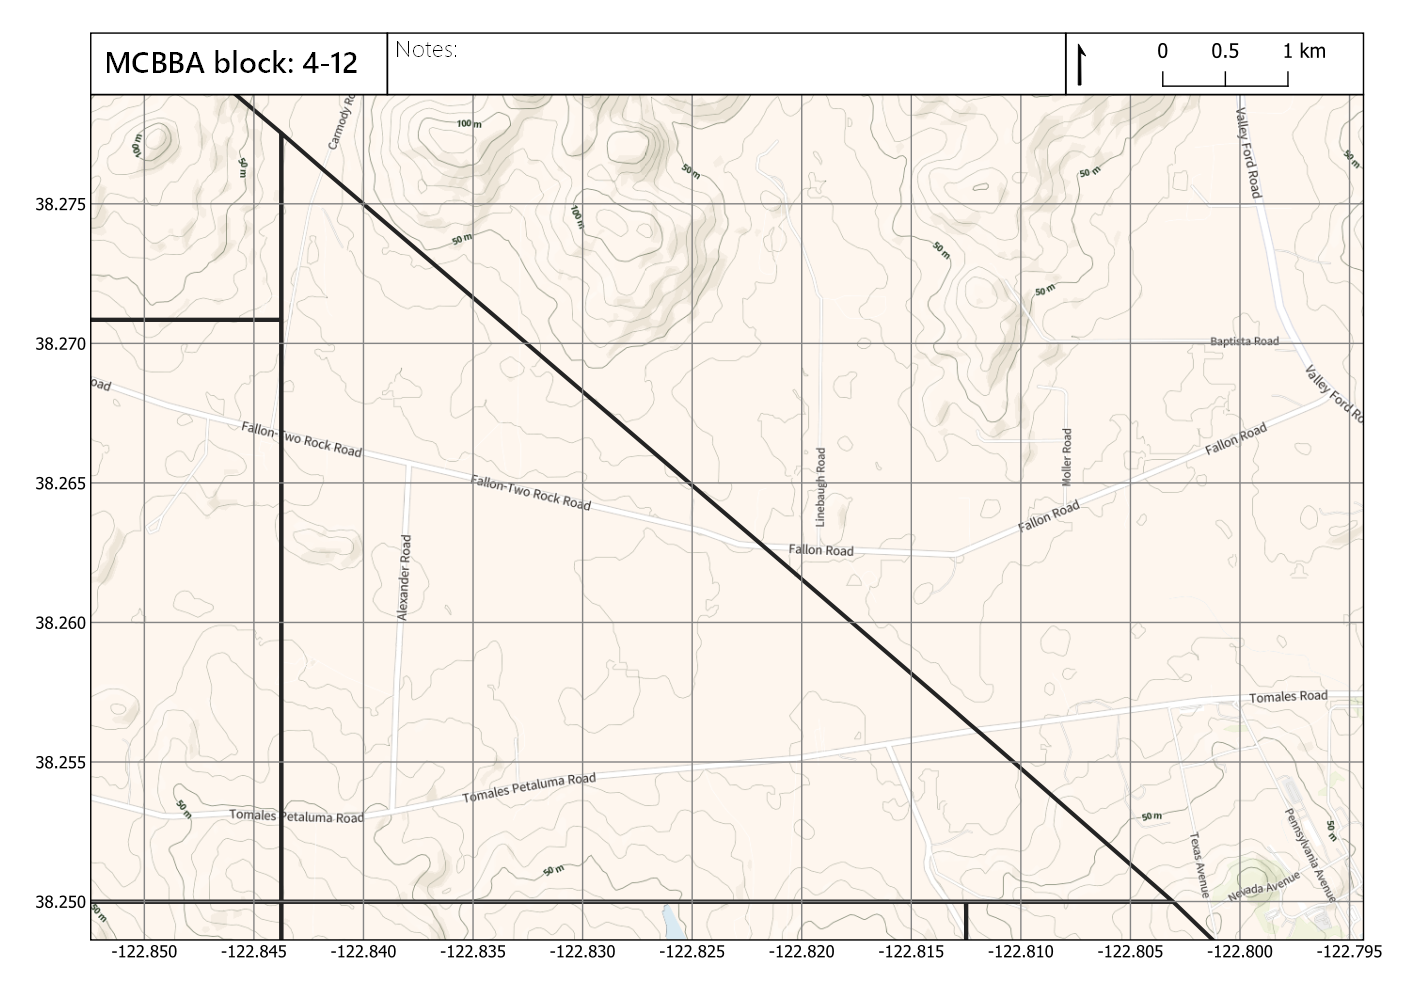 MCBBA block: 4-12
Notes:
0 0.5 1 km
Carmody Ro
100 m
100 m
50 m
50 m
100 m
50 m
50 m
50 m
Valley Ford Road
50 m
38.275
50 m
50 m
38.270
Baptista Road
Valley Ford Ro
oad
Fallon-Two Rock Road
Fallon Road
Moller Road
Linebaugh Road
38.265
Fallon-Two Rock Road
Fallon Road
Fallon Road
Alexander Road
38.260
Tomales Road
38.255
Tomales Petaluma Road
50 m
Tomales Petaluma Road
50 m
50 m
Texas Avenue
Pennsylvania Avenue
50 m
Nevada Avenue
38.250
50 m
-122.850 -122.844 -122.840 -122.835 -122.830 -122.825 -122.820 -122.815 -122.810 -122.805 -122.800 -122.795